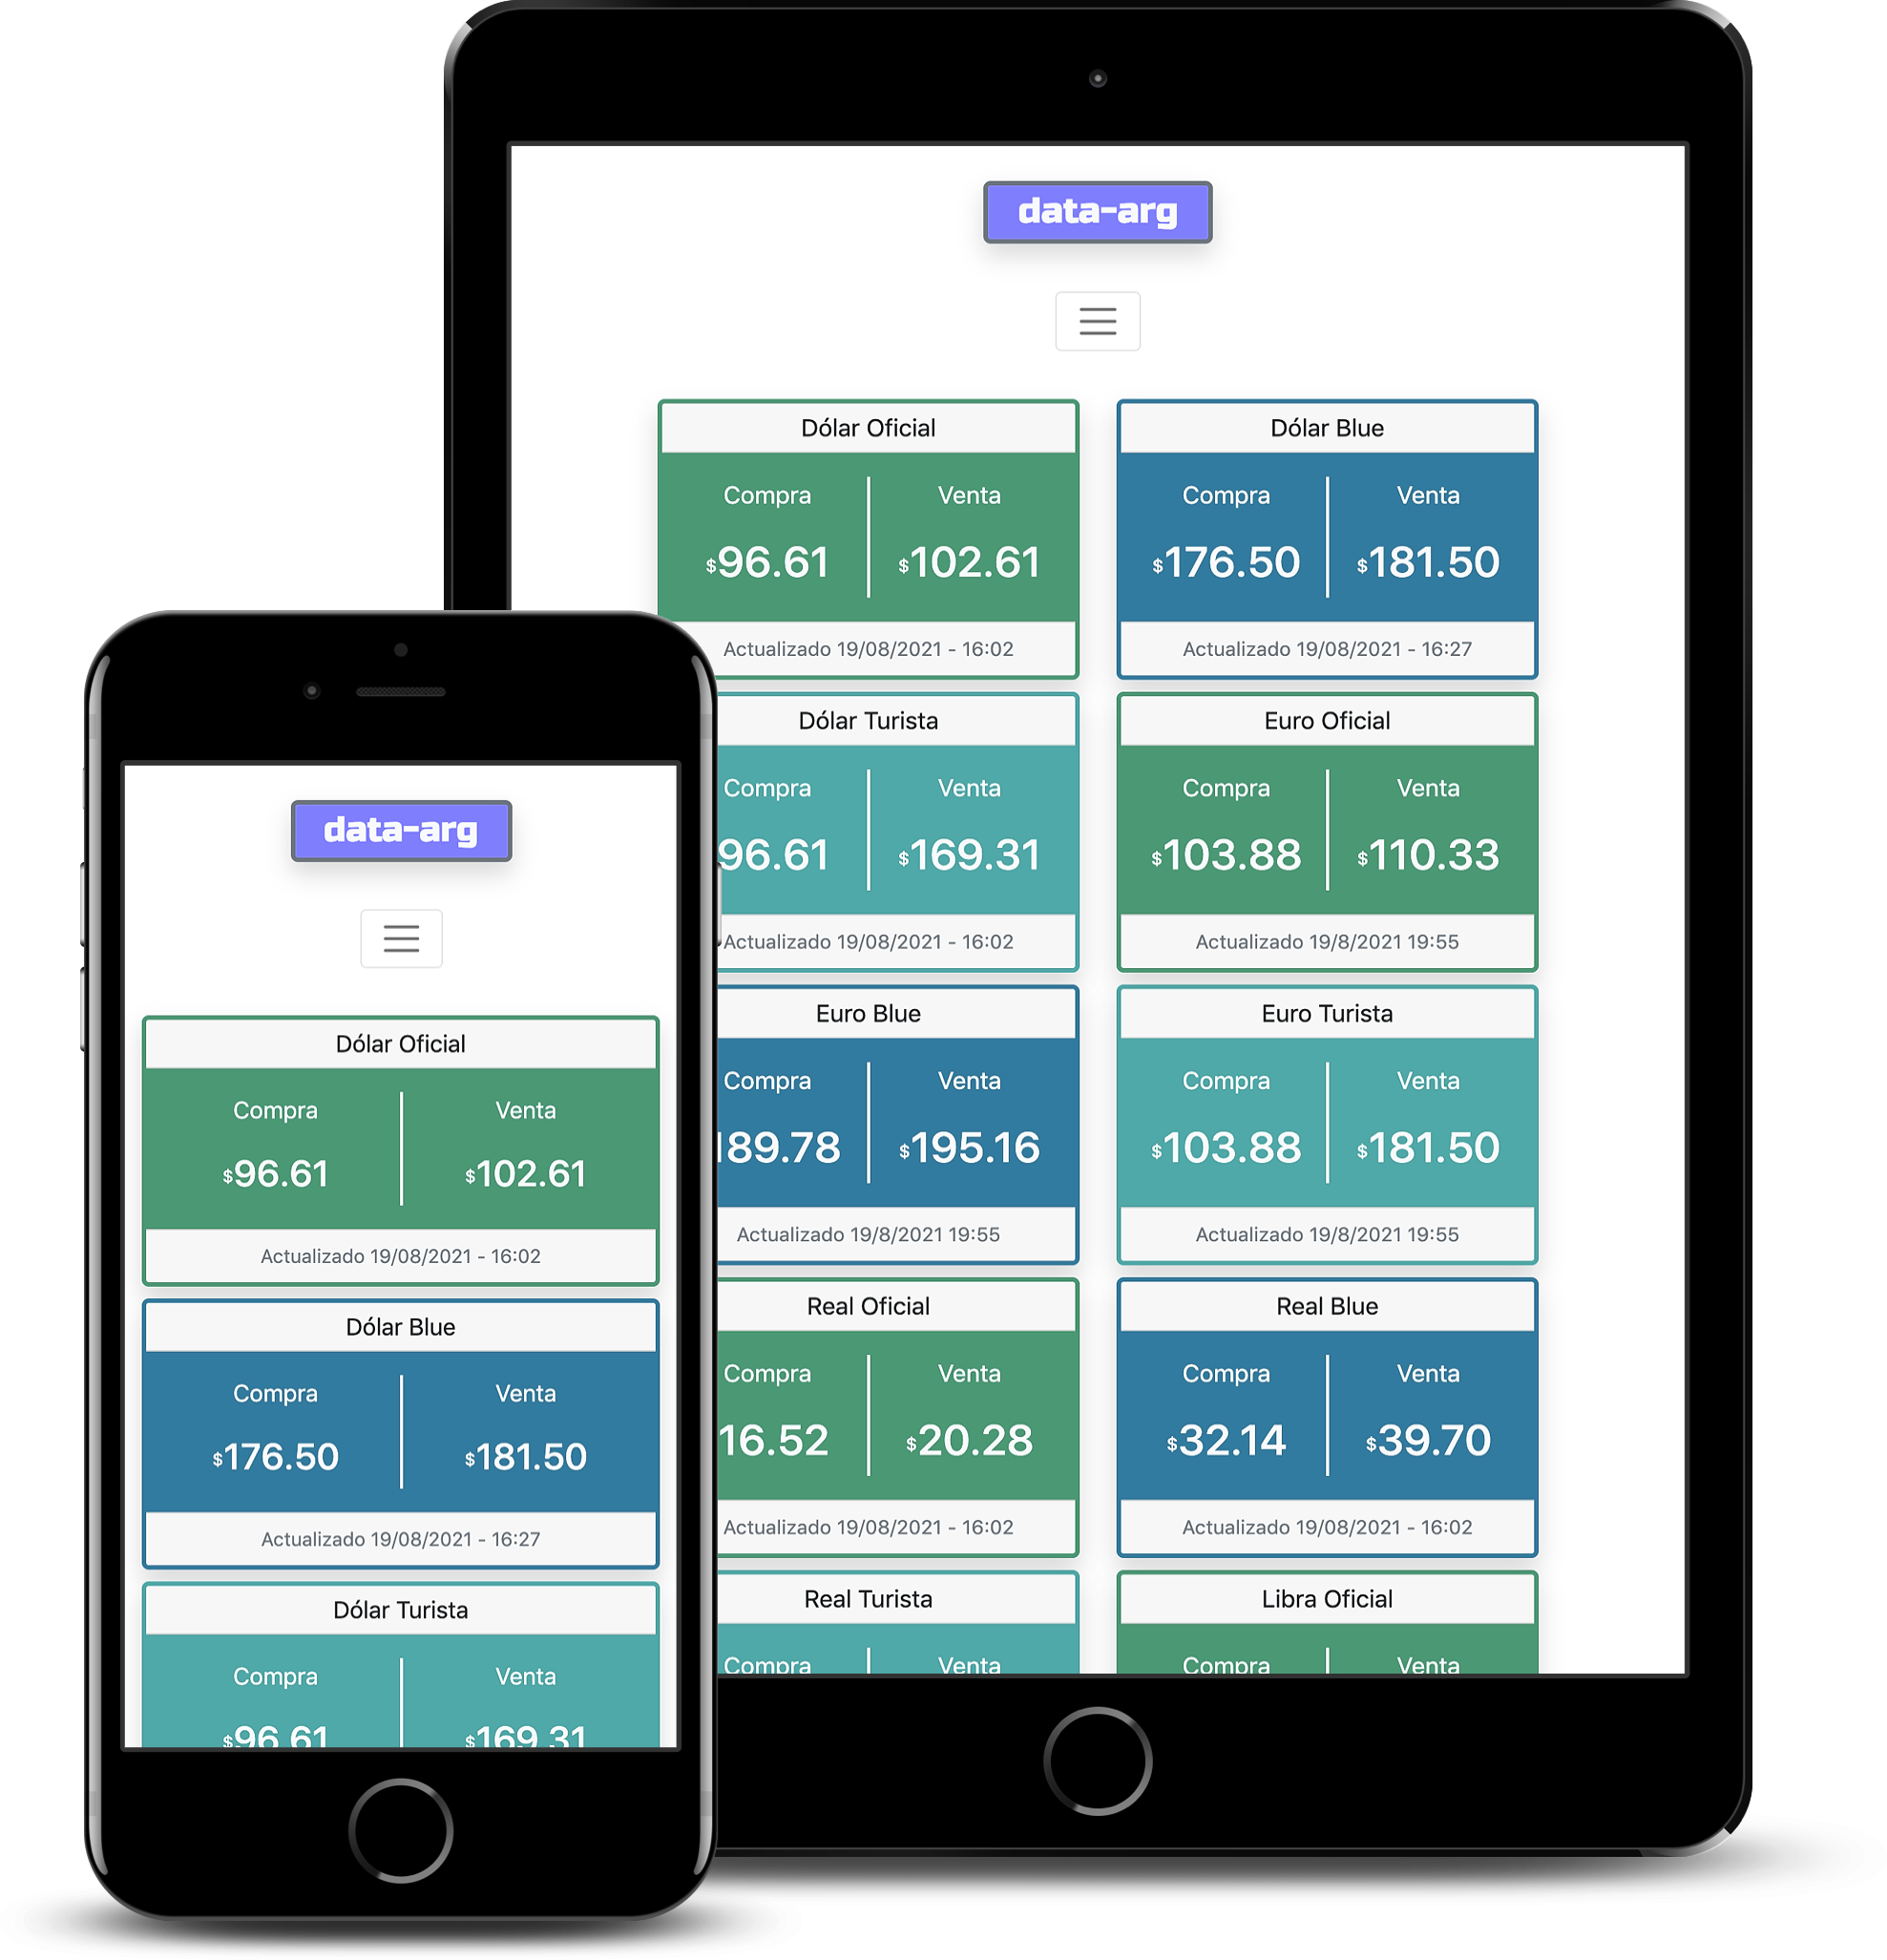 data-arg
Dólar Oficial
Compra
Venta
$96.61
$102.61
Actualizado 19/08/2021 - 16:02
Dólar Blue
Compra
Venta
$176.50
$181.50
Actualizado 19/08/2021 - 16:27
Dólar Turista
Compra
Venta
96.61
$169.31
Actualizado 19/08/2021 - 16:02
Euro Oficial
Compra
Venta
$103.88
$110.33
Actualizado 19/8/2021 19:55
Euro Blue
Compra
Venta
189.78
$195.16
Actualizado 19/8/2021 19:55
Euro Turista
Compra
Venta
$103.88
$181.50
Actualizado 19/8/2021 19:55
Real Oficial
Compra
Venta
16.52
$20.28
Actualizado 19/08/2021 - 16:02
Real Blue
Compra
Venta
$32.14
$39.70
Actualizado 19/08/2021 - 16:02
Real Turista
Compra
Venta
Libra Oficial
Compra
Venta
data-arg
Dólar Oficial
Compra
Venta
$96.61
$102.61
Actualizado 19/08/2021 - 16:02
Dólar Blue
Compra
Venta
$176.50
$181.50
Actualizado 19/08/2021 - 16:27
Dólar Turista
Compra
Venta
$96.61
$169.31